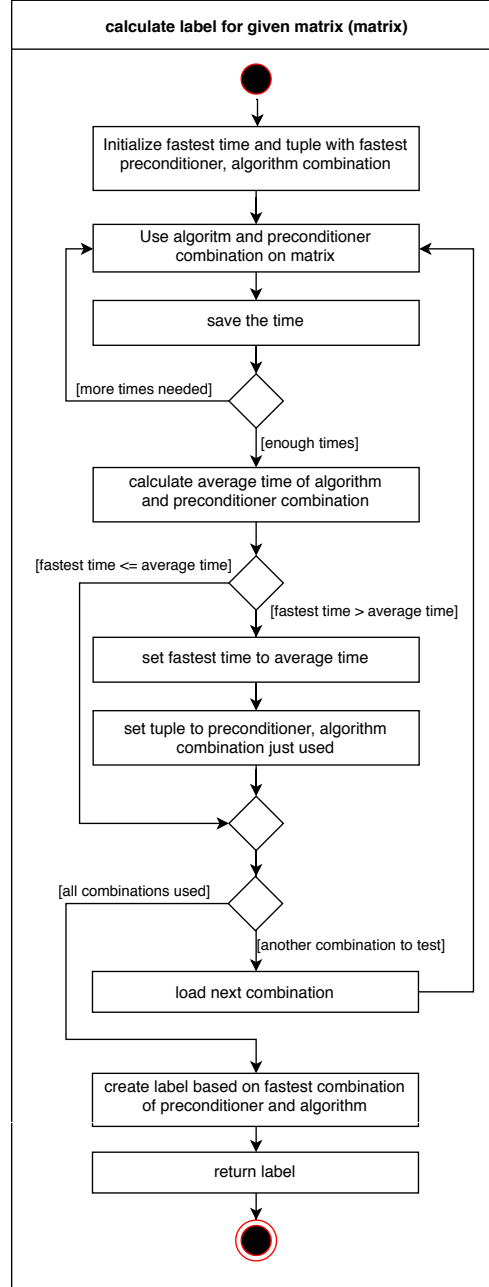 calculate label for given matrix (matrix)
Initialize fastest time and tuple with fastest
preconditioner, algorithm combination
Use algoritm and preconditioner
combination on matrix
save the time
[more times needed]
[enough times]
calculate average time of algorithm
and preconditioner combination
[fastest time <= average time]
[fastest time > average time]
set fastest time to average time
set tuple to preconditioner, algorithm
combination just used
[all combinations used]
[another combination to test]
load next combination
create label based on fastest combination
of preconditioner and algorithm
return label